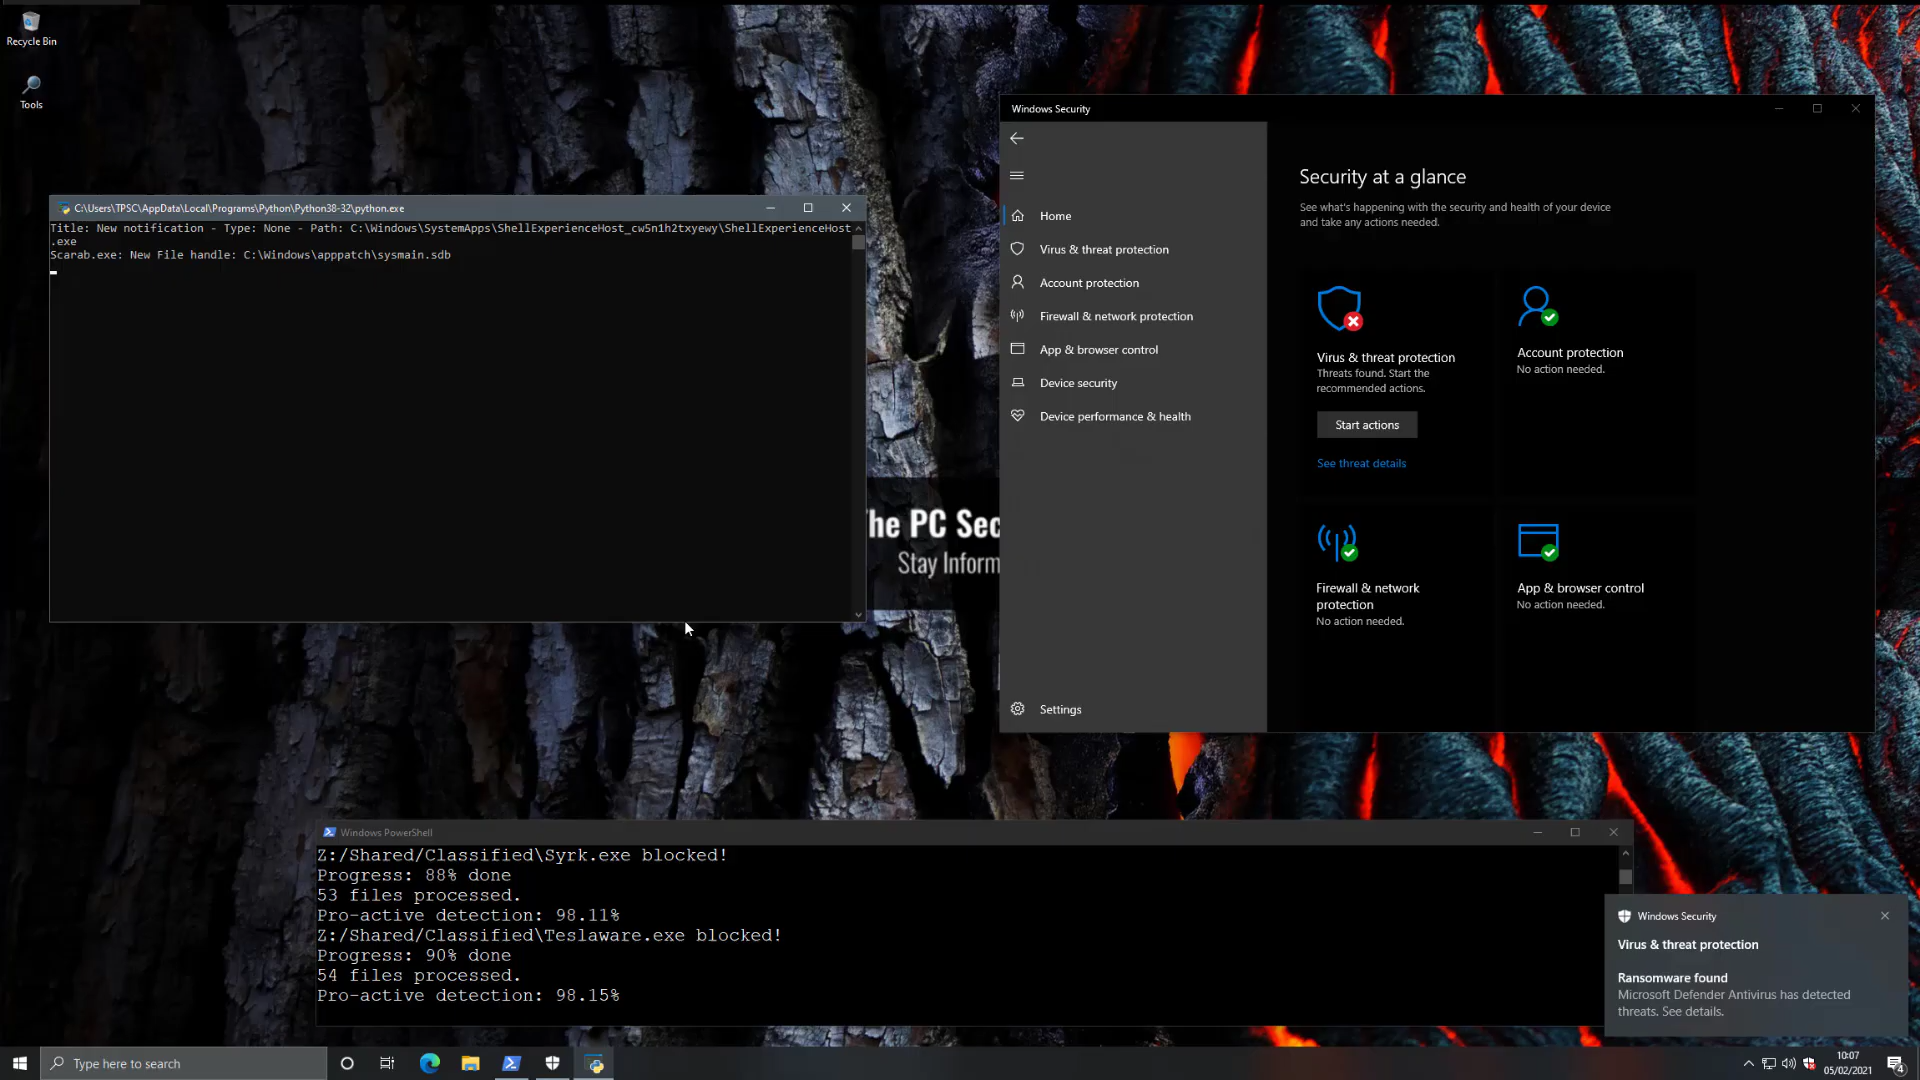 Recycle Bin
Tools
C:\Users\TPSC\AppData\Local\Programs\Python\Python38-32\python.exe
Title: New notification - Type: None - Path: C:\Windows\SystemApps\ShellExperienceHost_cw5n1h2txyewy\ShellExperienceHost
.exe
Scarab.exe: New File handle: C:\Windows\apppatch\sysmain.sdb
he PC Sec
Stay Inform
Windows Security
Home
Virus & threat protection
Account protection
Firewall & network protection
App & browser control
Device security
Device performance & health
Settings
Security at a glance
See what's happening with the security and health of your device
and take any actions needed.
Virus & threat protection
Threats found. Start the
recommended actions.
Start actions
See threat details
Account protection
No action needed.
Firewall & network
protection
No action needed.
App & browser control
No action needed.
Windows PowerShell
Z:/Shared/Classified\Syrk.exe blocked!
Progress: 88% done
53 files processed.
Pro-active detection: 98.11%
Z:/Shared/Classified\Teslaware.exe blocked!
Progress: 90% done
54 files processed.
Pro-active detection: 98.15%
Windows Security
Virus & threat protection
Ransomware found
Microsoft Defender Antivirus has detected
threats. See details.
Type here to search
10:07
05/02/2021
4